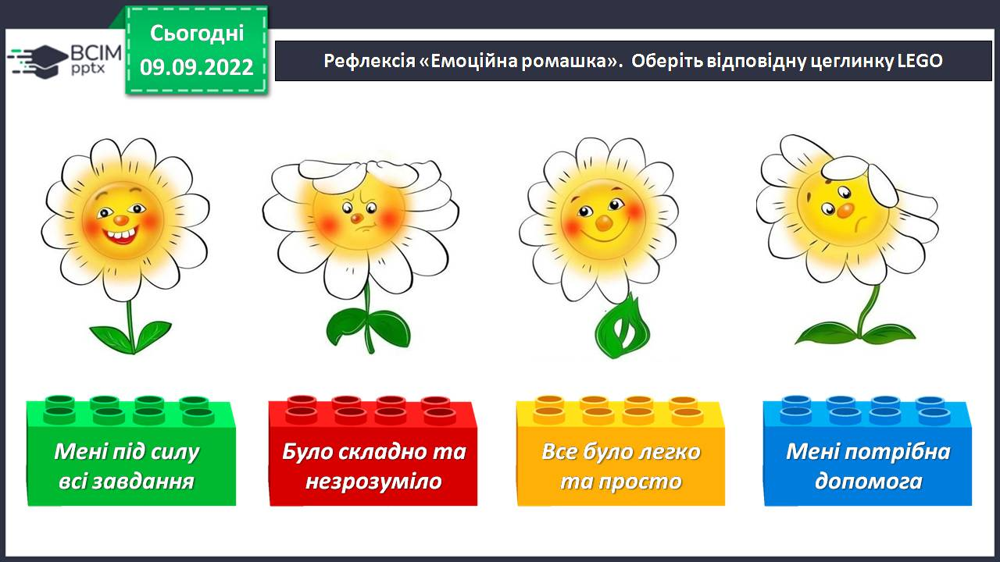 Сьогодні
09.09.2022
ВСІМ
pptx
Рефлексія «Емоційна ромашка». Оберіть відповідну цеглинку LEGO
Мені під силу
всі завдання
Було складно та
незрозуміло
Все було легко
та просто
Мені потрібна
допомога